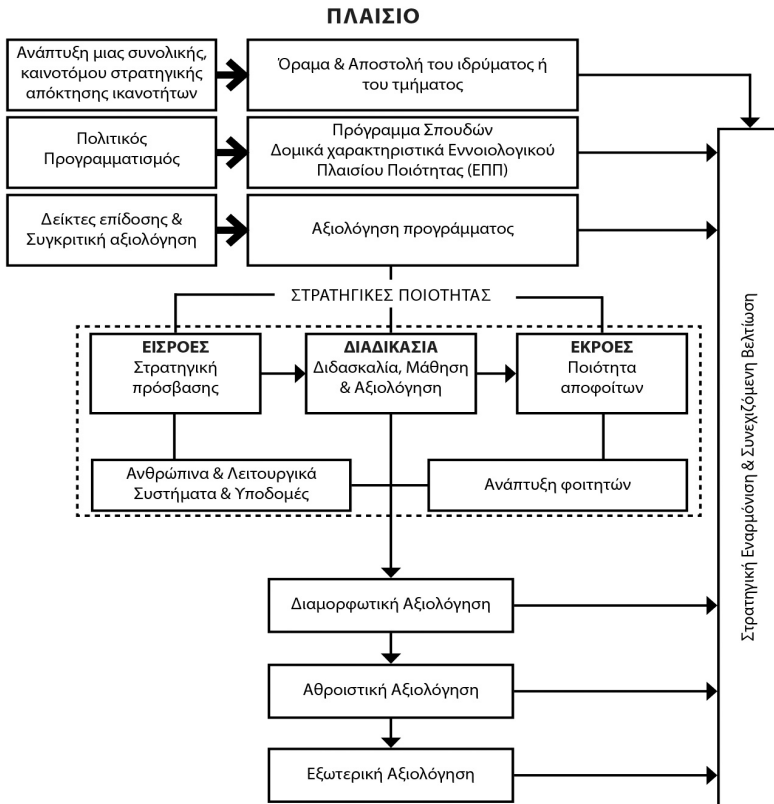 ΠΛΑΙΣΙΟ
Ανάπτυξη μιας συνολικής,
καινοτόμου στρατηγικής
απόκτησης ικανοτήτων
Όραμα & Αποστολή του ιδρύματος ή
του τμήματος
Πολιτικός
Προγραμματισμός
Πρόγραμμα Σπουδών
Δομικά χαρακτηριστικά Εννοιολογικού
Πλαισίου Ποιότητας (ΕΠΠ)
Δείκτες επίδοσης &
Συγκριτική αξιολόγηση
Αξιολόγηση προγράμματος
ΣΤΡΑΤΗΓΙΚΕΣ ΠΟΙΟΤΗΤΑΣ
ΕΙΣΡΟΕΣ
Στρατηγική
πρόσβασης
ΔΙΑΔΙΚΑΣΙΑ
Διδασκαλία, Μάθηση
& Αξιολόγηση
ΕΚΡΟΕΣ
Ποιότητα
αποφοίτων
Ανθρώπινα & Λειτουργικά
Συστήματα & Υποδομές
Ανάπτυξη φοιτητών
Διαμορφωτική Αξιολόγηση
Αθροιστική Αξιολόγηση
Εξωτερική Αξιολόγηση
Στρατηγική Εναρμόνιση & Συνεχιζόμενη Βελτίωση